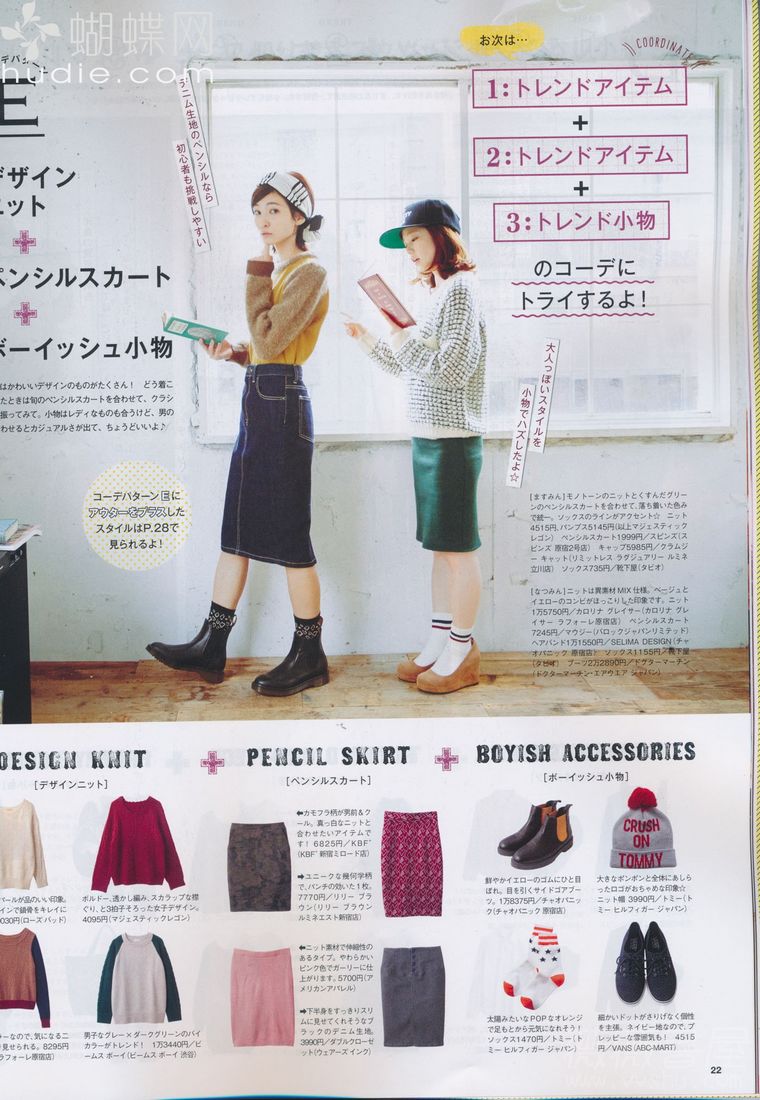 蝴蝶网
hudie.com
E
デザイン
ニット
ペンシルスカート
ボーイッシュ小物
はかわいいデザインのものがたくさん！ どう着こ
たときは旬のペンシルスカートを合わせて、クラシ
振ってみて。小物はレディなものも合うけど、男の
わせるとカジュアルさが出て、ちょうどいいよ♪
デニム生地のペンシルなら
初心者も挑戦しやすい
コーデパターンEに
アウターをプラスした
スタイルはP.28で
見られるよ！
お次は…
COORDINATE
1：トレンドアイテム
+
2：トレンドアイテム
+
3：トレンド小物
のコーデに
トライするよ！
大人っぽいスタイルを
小物でハズしたよ☆
［ますみん］モノトーンのニットとくすんだグリー
ンのペンシルスカートを合わせて、落ち着いた色み
で統一。ソックスのラインがアクセント☆ ニット
4515円、パンプス5145円（以上マジェスティック
レゴン） ペンシルスカート1999円／スピンズ（ス
ピンズ 原宿2号店） キャップ5985円／クラムジ
ー キャット（リミットレス ラグジュアリー ルミネ
立川店） ソックス735円／靴下屋（タビオ）
［なつみん］ニットは異素材MIX仕様。ベージュと
イエローのコンビがほっこりした印象です。ニット
1万5750円／カロリナ グレイサー（カロリナ グレ
イサー ラフォーレ原宿店） ペンシルスカート
7245円／マウジー（バロックジャパンリミテッド）
ヘアバンド1万1550円／SELIMA DESIGN（チャ
オパニック 原宿店） ソックス1155円／靴下屋
（タビオ） ブーツ2万2890円／ドクターマーチン
（ドクターマーチン・エアウエア ジャパン）
DESIGN KNIT
［デザインニット］
PENCIL SKIRT
［ペンシルスカート］
BOYISH ACCESSORIES
［ボーイッシュ小物］
パールが品のいい印象。
インで鎖骨をキレイに
030円（ローズ バッド）
ボルドー、透かし編み、スカラップな襟
ぐり、と3拍子そろった女子デザイン。
4095円（マジェスティックレゴン）
ラーなので、気になる二
見せられる。8295円
ラフォーレ原宿店）
男子なグレー×ダークグリーンのバイ
カラーがトレンド！ 1万3440円／ビ
ームス ボーイ（ビームス ボーイ 渋谷）
⬅カモフラ柄が男前＆ク
ール。真っ白なニットと
合わせたいアイテムで
す！ 6825円／KBF
（KBF⁺ 新宿ミロード店）
➡ユニークな幾何学柄
で、パンチの効いた1枚。
7770円／リリー ブラ
ウン（リリー ブラウン
ルミネエスト新宿店）
⬅ニット素材で伸縮性の
あるタイプ。やわらかい
ピンク色でガーリーに仕
上がります。5700円（ア
メリカンアパレル）
➡下半身をすっきりスリ
ムに見せてくれそうなブ
ラックのデニム生地。
3990円／ダブルクローゼ
ット（ウェアーズ インク）
鮮やかイエローのゴムにひと目
ぼれ。目を引くサイドゴアブー
ツ。1万8375円／チャオパニッ
ク（チャオパニック 原宿店）
CRUSH
ON
TOMMY
大きなポンポンと全体にあしら
ったロゴがおちゃめな印象☆
ニット帽 3990円／トミー（ト
ミー ヒルフィガー ジャパン）
太陽みたいなPOPなオレンジ
で足もとから元気になれそう！
ソックス1470円／トミー（ト
ミー ヒルフィガー ジャパン）
細かいドットがさりげなく個性
を主張。ネイビー地なので、プ
レッピーな雰囲気も！ 4515
円／VANS（ABC-MART）
22